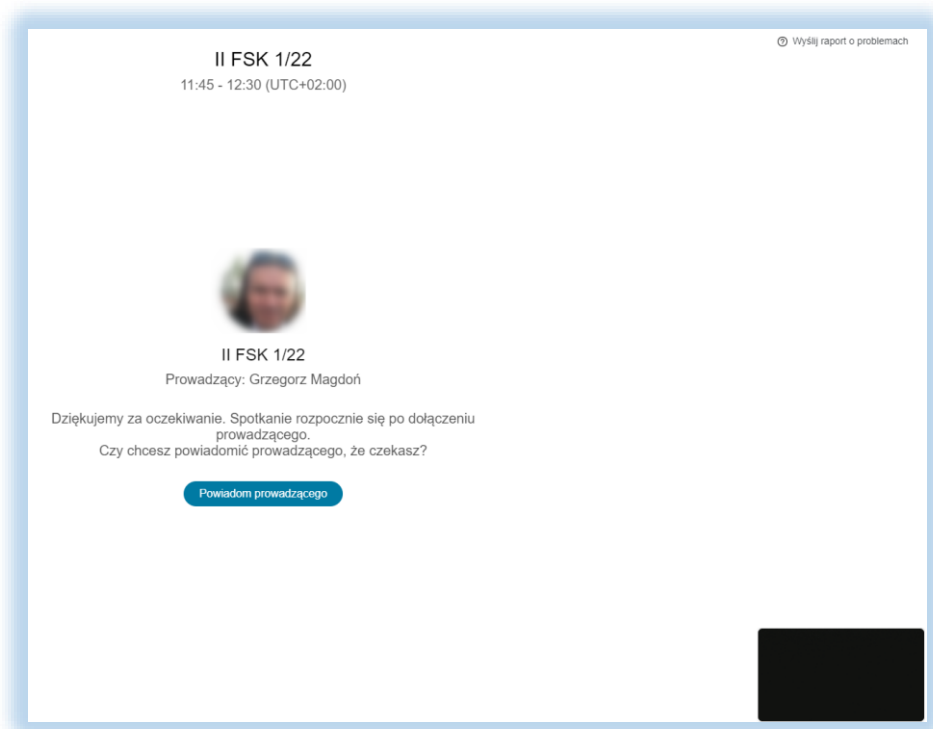 Wyślij raport o problemach
II FSK 1/22
11:45 - 12:30 (UTC+02:00)
II FSK 1/22
Prowadzący: Grzegorz Magdoń
Dziękujemy za oczekiwanie. Spotkanie rozpocznie się po dołączeniu
prowadzącego.
Czy chcesz powiadomić prowadzącego, że czekasz?
Powiadom prowadzącego